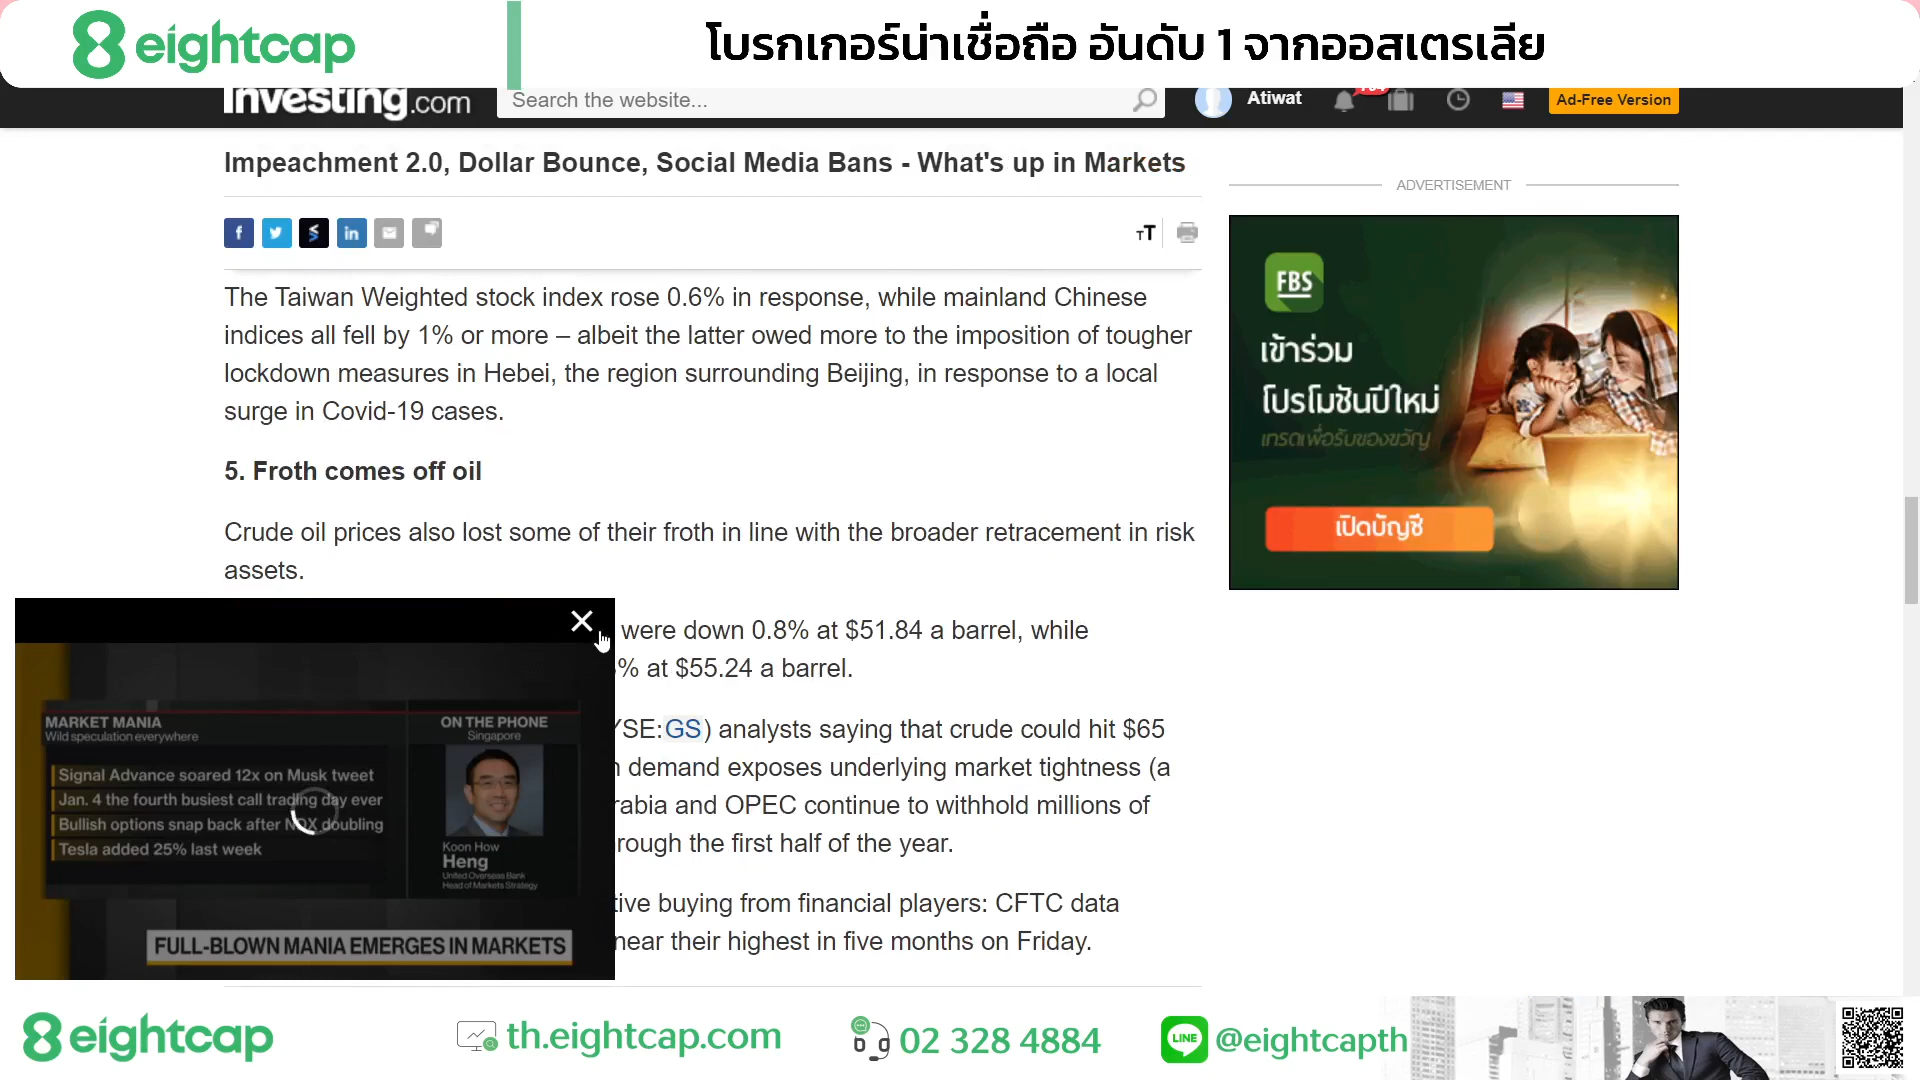 eightcap
โบรกเกอร์น่าเชื่อถือ อันดับ 1 จากออสเตรเลีย
Investing.com
Search the website...
Atiwat
Ad-Free Version
Impeachment 2.0, Dollar Bounce, Social Media Bans - What's up in Markets
ADVERTISEMENT
The Taiwan Weighted stock index rose 0.6% in response, while mainland Chinese
indices all fell by 1% or more – albeit the latter owed more to the imposition of tougher
lockdown measures in Hebei, the region surrounding Beijing, in response to a local
surge in Covid-19 cases.
5. Froth comes off oil
Crude oil prices also lost some of their froth in line with the broader retracement in risk
assets.
were down 0.8% at $51.84 a barrel, while
% at $55.24 a barrel.
YSE:GS) analysts saying that crude could hit $65
demand exposes underlying market tightness (a
rabia and OPEC continue to withhold millions of
rough the first half of the year.
tive buying from financial players: CFTC data
near their highest in five months on Friday.
FBS
เข้าร่วม
โปรโมชันปีใหม่
เทรดเพื่อรับของขวัญ
เปิดบัญชี
MARKET MANIA
Wild speculation everywhere
Signal Advance soared 12x on Musk tweet
Jan. 4 the fourth busiest call trading day ever
Bullish options snap back after NDX doubling
Tesla added 25% last week
ON THE PHONE
Singapore
Koon How
Heng
United Overseas Bank
Head of Markets Strategy
FULL-BLOWN MANIA EMERGES IN MARKETS
eightcap
th.eightcap.com
02 328 4884
LINE
@eightcapth